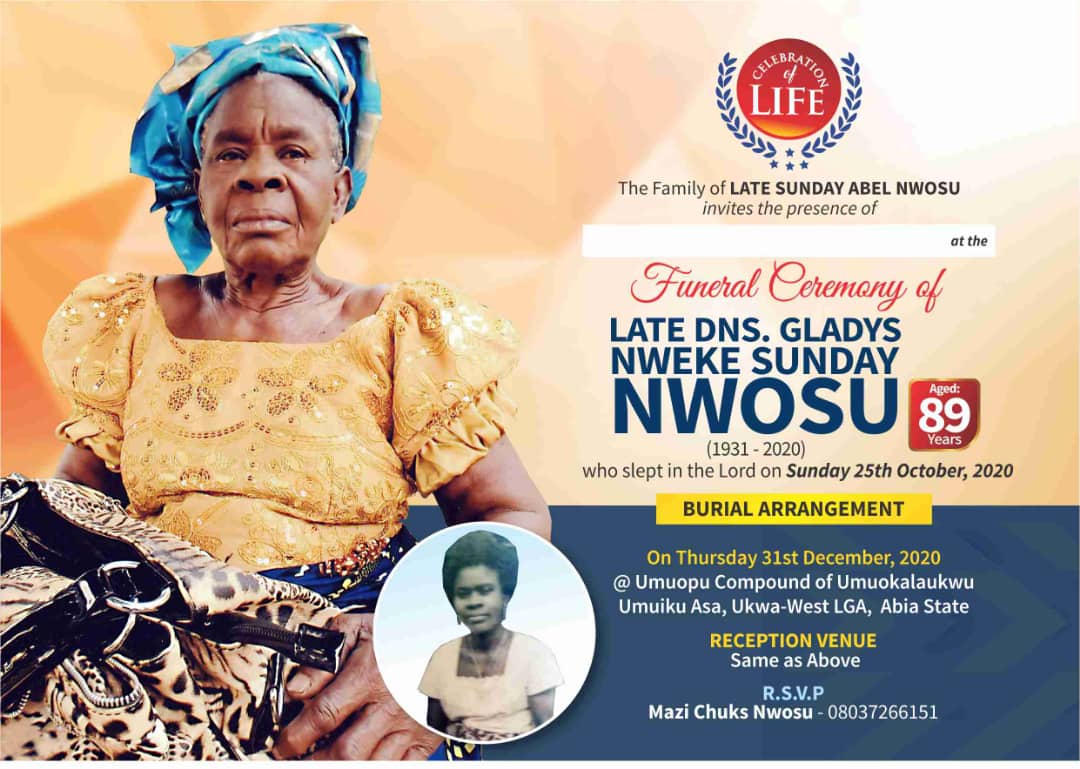 CELEBRATION
of
LIFE
The Family of LATE SUNDAY ABEL NWOSU
invites the presence of
at the
Funeral Ceremony of
LATE DNS. GLADYS
NWEKE SUNDAY
NWOSU
Aged:
89
Years
(1931 - 2020)
who slept in the Lord on Sunday 25th October, 2020
BURIAL ARRANGEMENT
On Thursday 31st December, 2020
@ Umuopu Compound of Umuokalaukwu
Umuiku Asa, Ukwa-West LGA, Abia State
RECEPTION VENUE
Same as Above
R.S.V.P
Mazi Chuks Nwosu - 08037266151